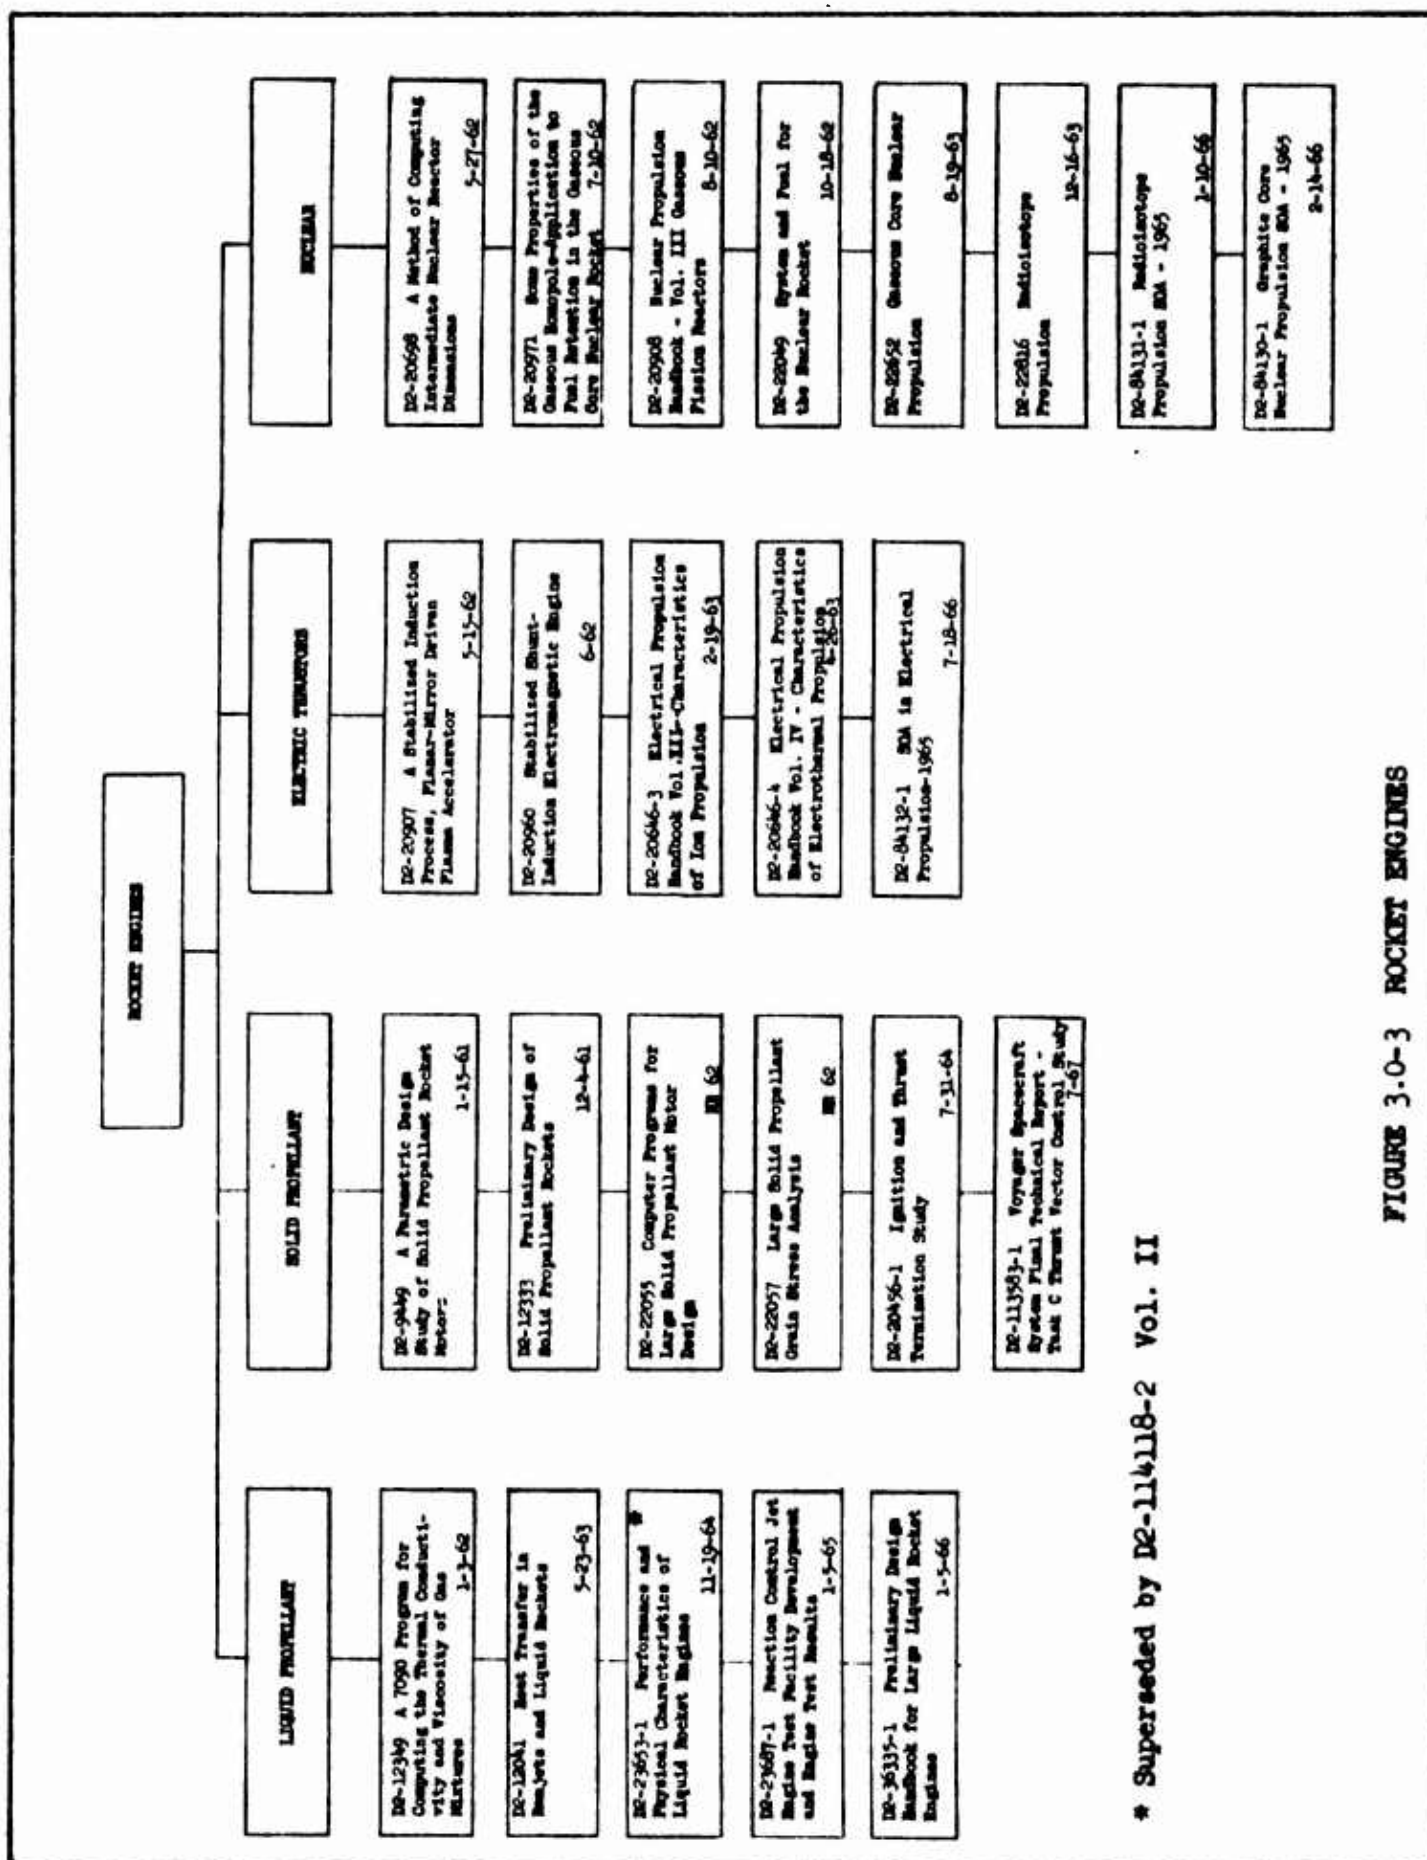 ROCKET ENGINES
LIQUID PROPELLANT
D2-12349 A 7090 Program for
Computing the Thermal Conducti-
vity and Viscosity of Gas
Mixtures
1-3-62
D2-12041 Heat Transfer in
Ramjets and Liquid Rockets
5-23-63
D2-23653-1 Performance and *
Physical Characteristics of
Liquid Rocket Engines
11-19-64
D2-23687-1 Reaction Control Jet
Engine Test Facility Development
and Engine Test Results
1-5-65
D2-36335-1 Preliminary Design
Handbook for Large Liquid Rocket
Engines
1-5-66
SOLID PROPELLANT
D2-9449 A Parametric Design
Study of Solid Propellant Rocket
Motors
1-15-61
D2-12333 Preliminary Design of
Solid Propellant Rockets
12-4-61
D2-22055 Computer Programs for
Large Solid Propellant Motor
Design
62
D2-22057 Large Solid Propellant
Grain Stress Analysis
62
D2-20456-1 Ignition and Thrust
Termination Study
7-31-64
D2-113583-1 Voyager Spacecraft
System Final Technical Report -
Task C Thrust Vector Control Study
7-67
ELECTRIC THRUSTORS
D2-20907 A Stabilized Induction
Process, Planar-Mirror Driven
Plasma Accelerator
5-15-62
D2-20960 Stabilized Shunt-
Induction Electromagnetic Engine
6-62
D2-20646-3 Electrical Propulsion
Handbook Vol.III--Characteristics
of Ion Propulsion
2-19-63
D2-20646-4 Electrical Propulsion
Handbook Vol. IV - Characteristics
of Electrothermal Propulsion
4-26-63
D2-84132-1 SOA in Electrical
Propulsion-1965
7-18-66
NUCLEAR
D2-20698 A Method of Computing
Intermediate Nuclear Reactor
Dimensions
5-27-62
D2-20971 Some Properties of the
Gaseous Homopole-Application to
Fuel Retention in the Gaseous
Core Nuclear Rocket 7-10-62
D2-20908 Nuclear Propulsion
Handbook - Vol. III Gaseous
Fission Reactors
8-10-62
D2-22049 System and Fuel for
the Nuclear Rocket
10-18-62
D2-22652 Gaseous Core Nuclear
Propulsion
8-19-63
D2-22816 Radioisotope
Propulsion
12-16-63
D2-84131-1 Radioisotope
Propulsion SOA - 1965
1-10-66
D2-84130-1 Graphite Core
Nuclear Propulsion SOA - 1965
2-14-66
* Superseded by D2-114118-2 Vol. II
FIGURE 3.0-3 ROCKET ENGINES